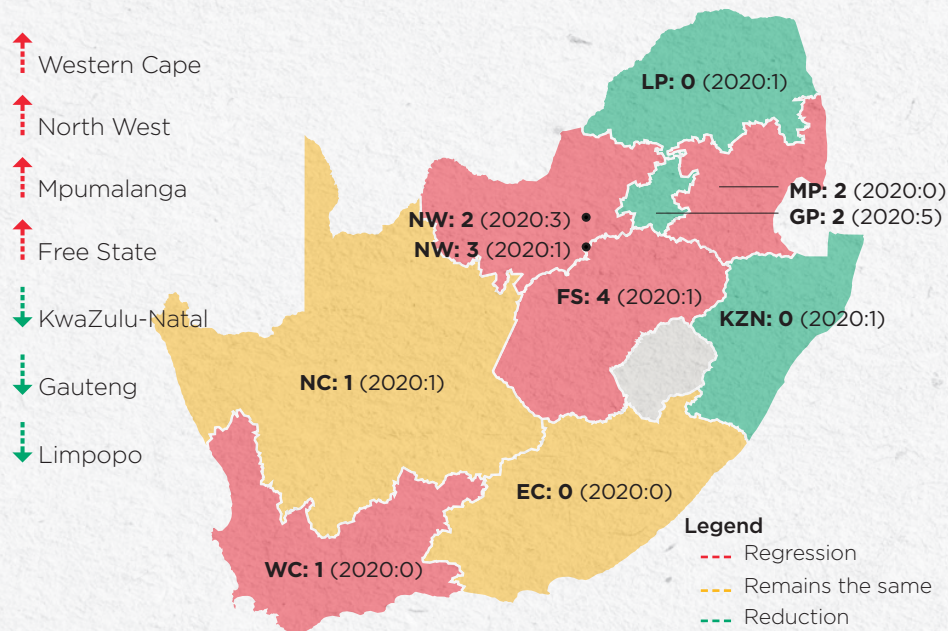 Western Cape
North West
Mpumalanga
Free State
KwaZulu-Natal
Gauteng
Limpopo
LP: 0 (2020:1)
MP: 2 (2020:0)
GP: 2 (2020:5)
NW: 2 (2020:3)
NW: 3 (2020:1)
FS: 4 (2020:1)
KZN: 0 (2020:1)
NC: 1 (2020:1)
EC: 0 (2020:0)
WC: 1 (2020:0)
Legend
Regression
Remains the same
Reduction